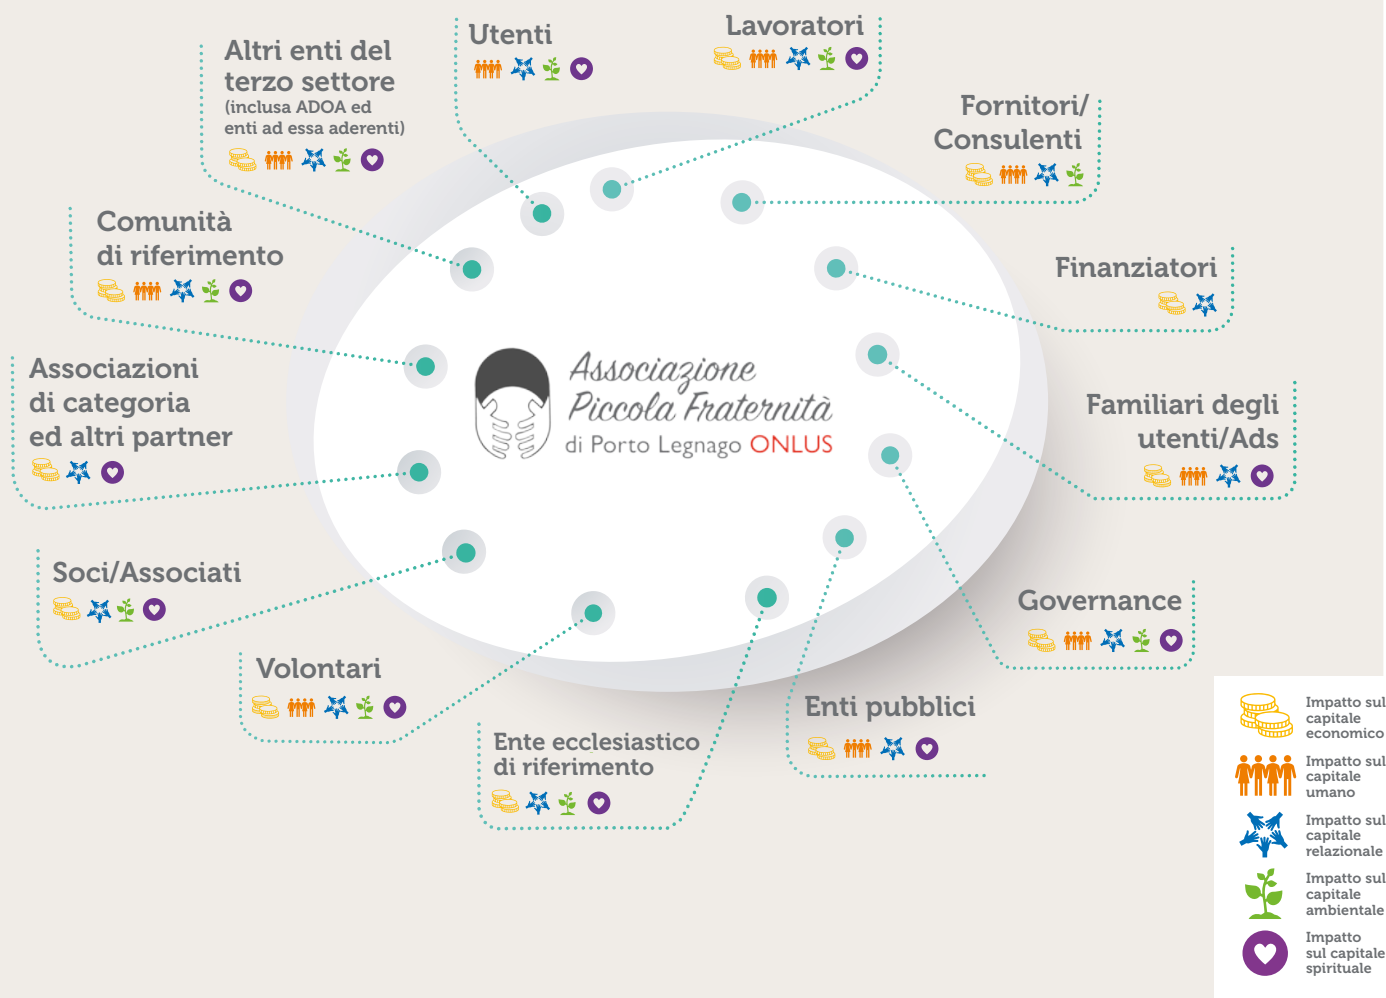 Altri enti del
terzo settore
(inclusa ADOA ed
enti ad essa aderenti)
Utenti
Lavoratori
Fornitori/
Consulenti
Comunità
di riferimento
Finanziatori
Associazioni
di categoria
ed altri partner
Associazione
Piccola Fraternità
di Porto Legnago ONLUS
Familiari degli
utenti/Ads
Soci/Associati
Governance
Volontari
Enti pubblici
Ente ecclesiastico
di riferimento
Impatto sul
capitale
economico
Impatto sul
capitale
umano
Impatto sul
capitale
relazionale
Impatto sul
capitale
ambientale
Impatto
sul capitale
spirituale